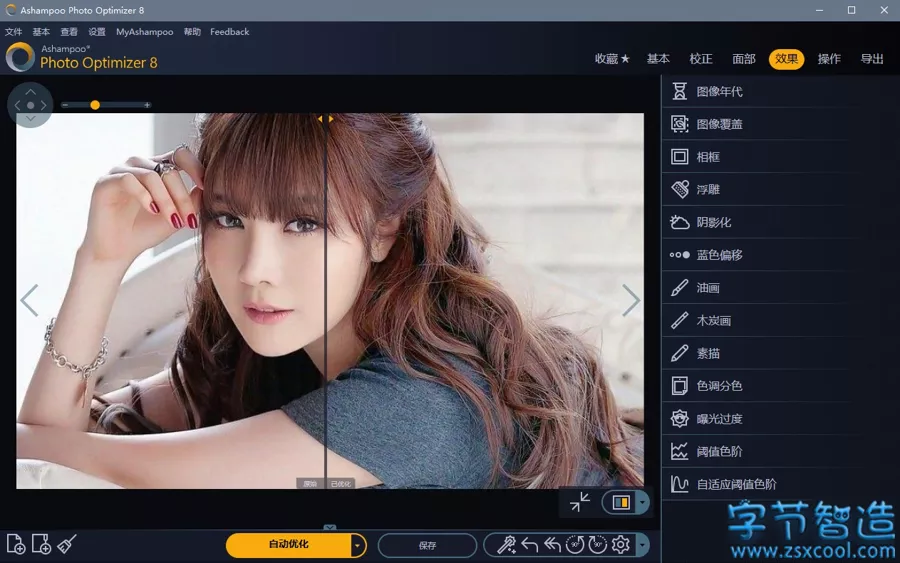 Ashampoo Photo Optimizer 8
文件 基本 查看 设置 MyAshampoo 帮助 Feedback
Ashampoo®
Photo Optimizer 8
收藏★ 基本 校正 面部 效果 操作 导出
图像年代
图像覆盖
相框
浮雕
阴影化
蓝色偏移
油画
木炭画
素描
色调分色
曝光过度
阈值色阶
自适应阈值色阶
原始 已优化
自动优化
保存
90° 90°
字节智造
www.zsxcool.com